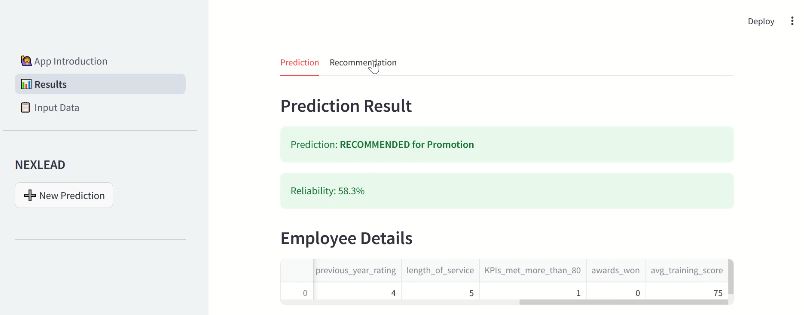 Deploy
App Introduction
Results
Input Data
NEXLEAD
New Prediction
Prediction Recommendation
Prediction Result
Prediction: RECOMMENDED for Promotion
Reliability: 58.3%
Employee Details
previous_year_rating length_of_service KPIs_met_more_than_80 awards_won avg_training_score
0 4 5 1 0 75